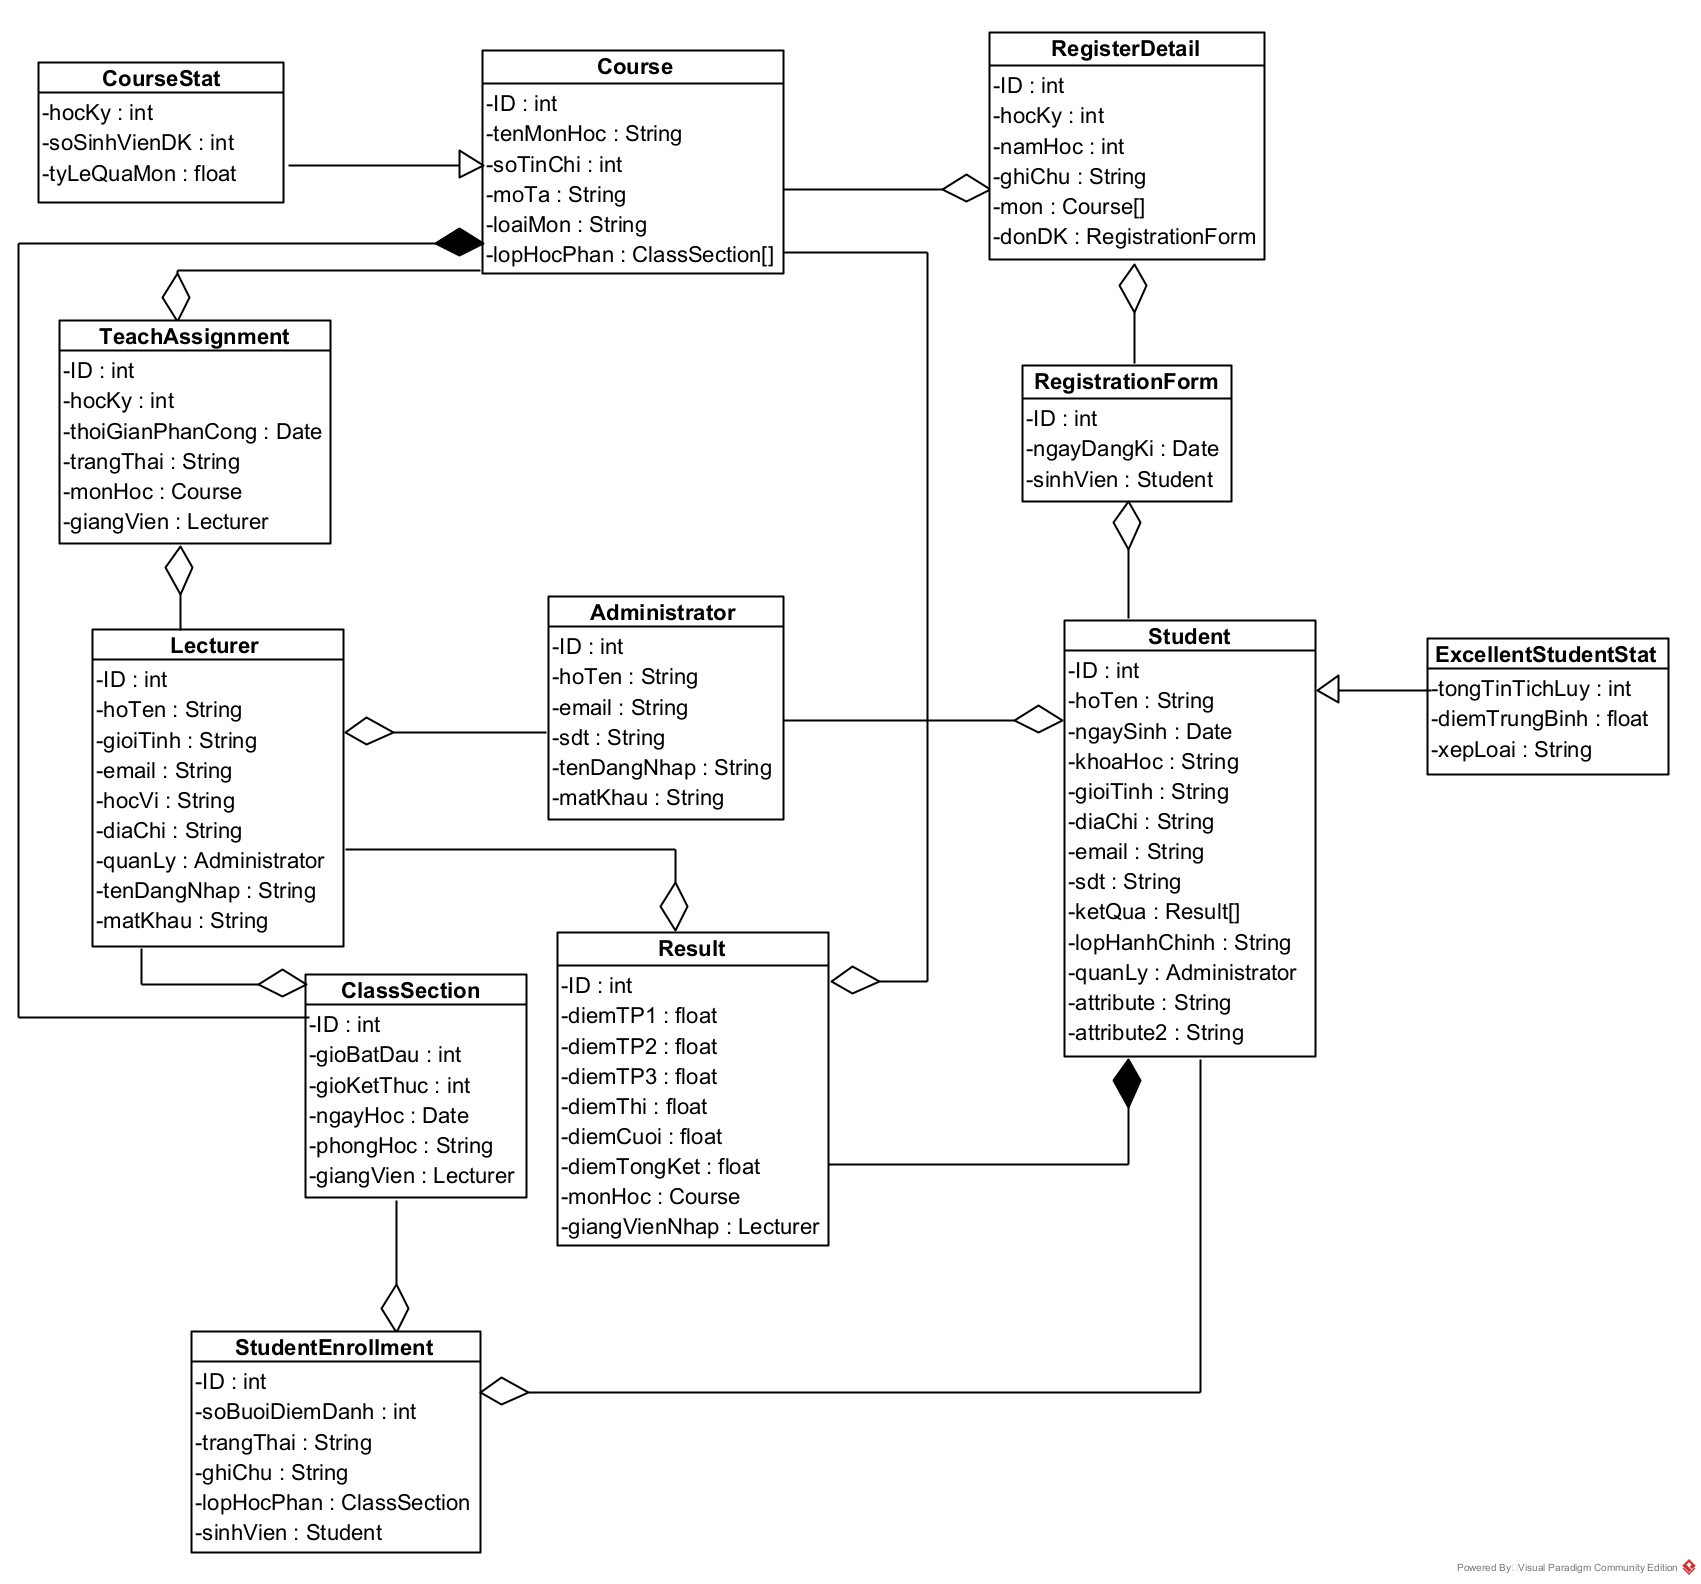 CourseStat
-hocKy : int
-soSinhVienDK : int
-tyLeQuaMon : float
Course
-ID : int
-tenMonHoc : String
-soTinChi : int
-moTa : String
-loaiMon : String
-lopHocPhan : ClassSection[]
RegisterDetail
-ID : int
-hocKy : int
-namHoc : int
-ghiChu : String
-mon : Course[]
-donDK : RegistrationForm
TeachAssignment
-ID : int
-hocKy : int
-thoiGianPhanCong : Date
-trangThai : String
-monHoc : Course
-giangVien : Lecturer
RegistrationForm
-ID : int
-ngayDangKi : Date
-sinhVien : Student
Lecturer
-ID : int
-hoTen : String
-gioiTinh : String
-email : String
-hocVi : String
-diaChi : String
-quanLy : Administrator
-tenDangNhap : String
-matKhau : String
Administrator
-ID : int
-hoTen : String
-email : String
-sdt : String
-tenDangNhap : String
-matKhau : String
Student
-ID : int
-hoTen : String
-ngaySinh : Date
-khoaHoc : String
-gioiTinh : String
-diaChi : String
-email : String
-sdt : String
-ketQua : Result[]
-lopHanhChinh : String
-quanLy : Administrator
-attribute : String
-attribute2 : String
ExcellentStudentStat
-tongTinTichLuy : int
-diemTrungBinh : float
-xepLoai : String
ClassSection
-ID : int
-gioBatDau : int
-gioKetThuc : int
-ngayHoc : Date
-phongHoc : String
-giangVien : Lecturer
Result
-ID : int
-diemTP1 : float
-diemTP2 : float
-diemTP3 : float
-diemThi : float
-diemCuoi : float
-diemTongKet : float
-monHoc : Course
-giangVienNhap : Lecturer
StudentEnrollment
-ID : int
-soBuoiDiemDanh : int
-trangThai : String
-ghiChu : String
-lopHocPhan : ClassSection
-sinhVien : Student
Powered By Visual Paradigm Community Edition